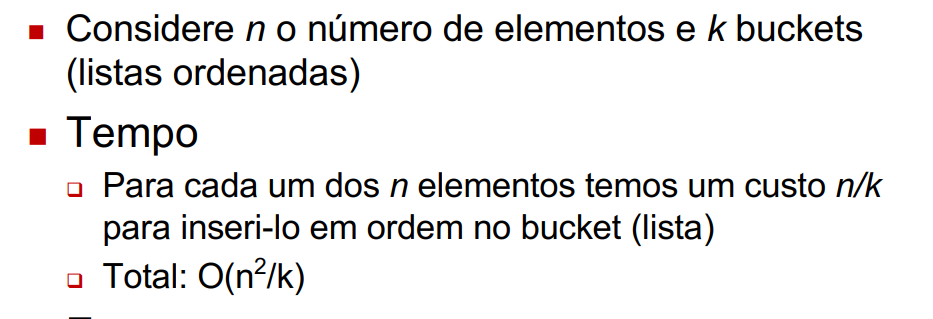 Considere n o número de elementos e k buckets
(listas ordenadas)
Tempo
Para cada um dos n elementos temos um custo n/k
para inseri-lo em ordem no bucket (lista)
Total: O(n²/k)